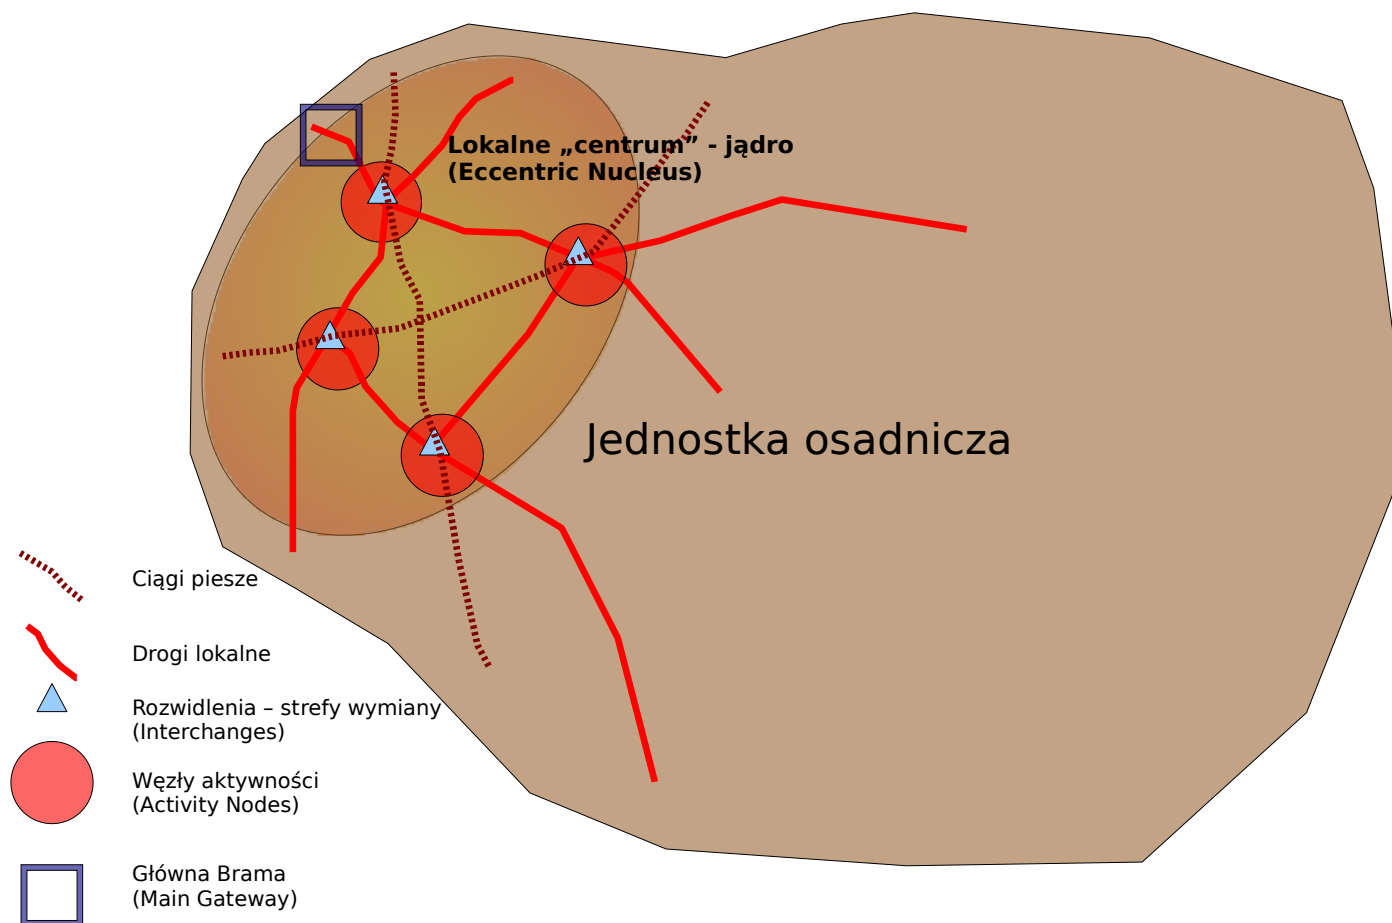 Lokalne „centrum” - jądro
(Eccentric Nucleus)
Jednostka osadnicza
Ciągi piesze
Drogi lokalne
Rozwidlenia – strefy wymiany
(Interchanges)
Węzły aktywności
(Activity Nodes)
Główna Brama
(Main Gateway)